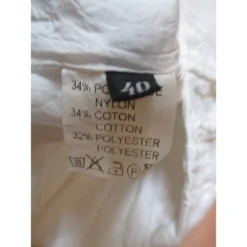 40
34%
NYLON
34% COTON
COTTON
32% POLYESTER
POLYESTER